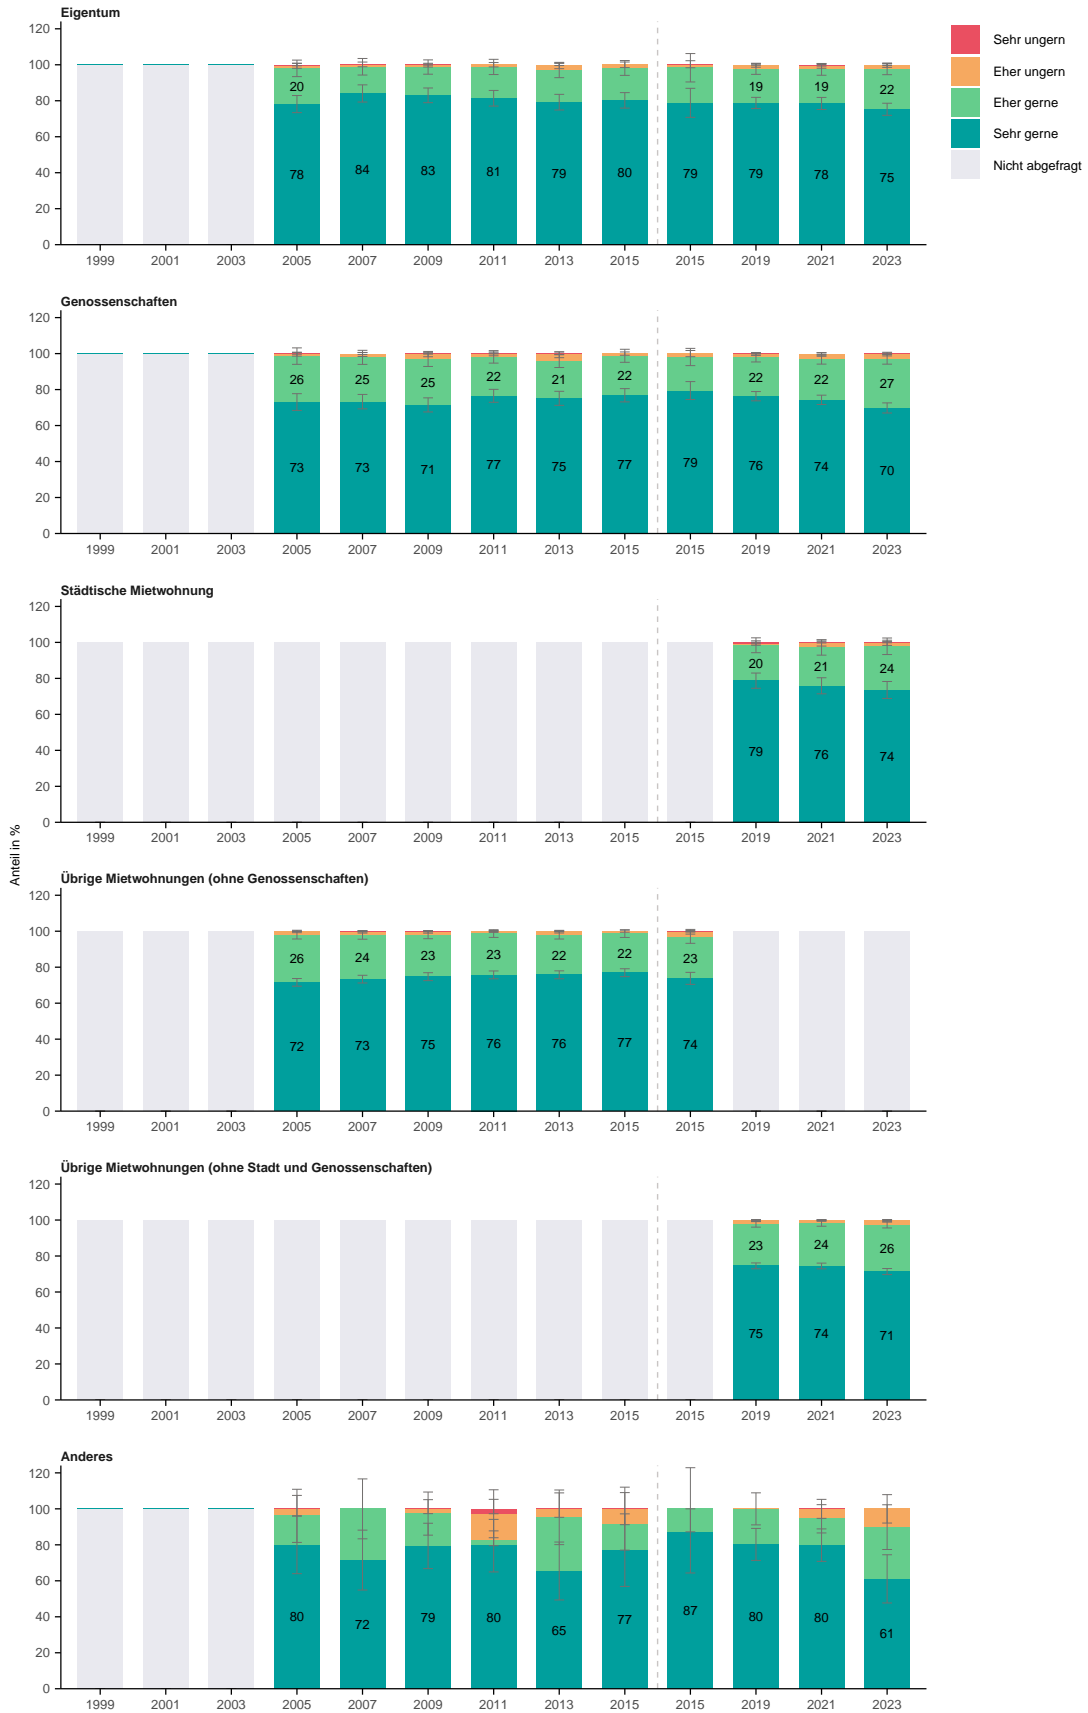 Eigentum
120
100
80
60
40
20
0
20
19
19
22
78
84
83
81
79
80
79
79
78
75
1999 2001 2003 2005 2007 2009 2011 2013 2015 2015 2019 2021 2023
Sehr ungern
Eher ungern
Eher gerne
Sehr gerne
Nicht abgefragt
Genossenschaften
120
100
80
60
40
20
0
26 25 25 22 21 22 22 22 27
73 73 71 77 75 77 79 76 74 70
1999 2001 2003 2005 2007 2009 2011 2013 2015 2015 2019 2021 2023
Städtische Mietwohnung
120
100
80
60
40
20
0
20 21 24
79 76 74
1999 2001 2003 2005 2007 2009 2011 2013 2015 2015 2019 2021 2023
Anteil in %
Übrige Mietwohnungen (ohne Genossenschaften)
120
100
80
60
40
20
0
26 24 23 23 22 22 23
72 73 75 76 76 77 74
1999 2001 2003 2005 2007 2009 2011 2013 2015 2015 2019 2021 2023
Übrige Mietwohnungen (ohne Stadt und Genossenschaften)
120
100
80
60
40
20
0
23 24 26
75 74 71
1999 2001 2003 2005 2007 2009 2011 2013 2015 2015 2019 2021 2023
Anderes
120
100
80
60
40
20
0
80 72 79 80 65 77 87 80 80 61
1999 2001 2003 2005 2007 2009 2011 2013 2015 2015 2019 2021 2023